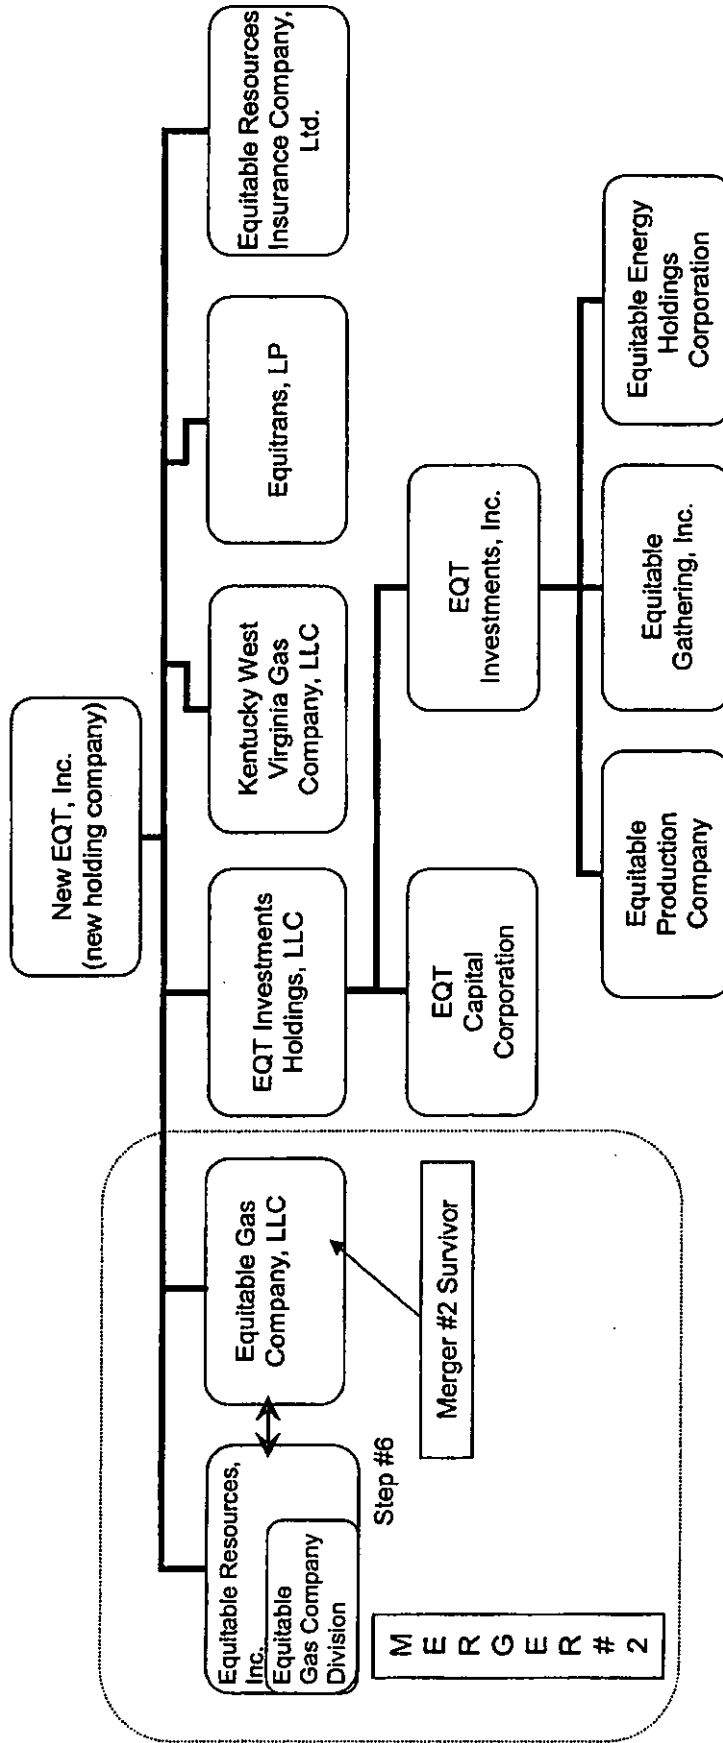 New EQT, Inc.
(new holding company)
Equitable Resources,
Inc.
Equitable
Gas Company
Division
Equitable Gas
Company, LLC
EQT Investments
Holdings, LLC
Kentucky West
Virginia Gas
Company, LLC
Equitrans, LP
Equitable Resources
Insurance Company,
Ltd.
Step #6
Merger #2 Survivor
M E R G E R # 2
EQT
Capital
Corporation
EQT
Investments, Inc.
Equitable
Production
Company
Equitable
Gathering, Inc.
Equitable Energy
Holdings
Corporation